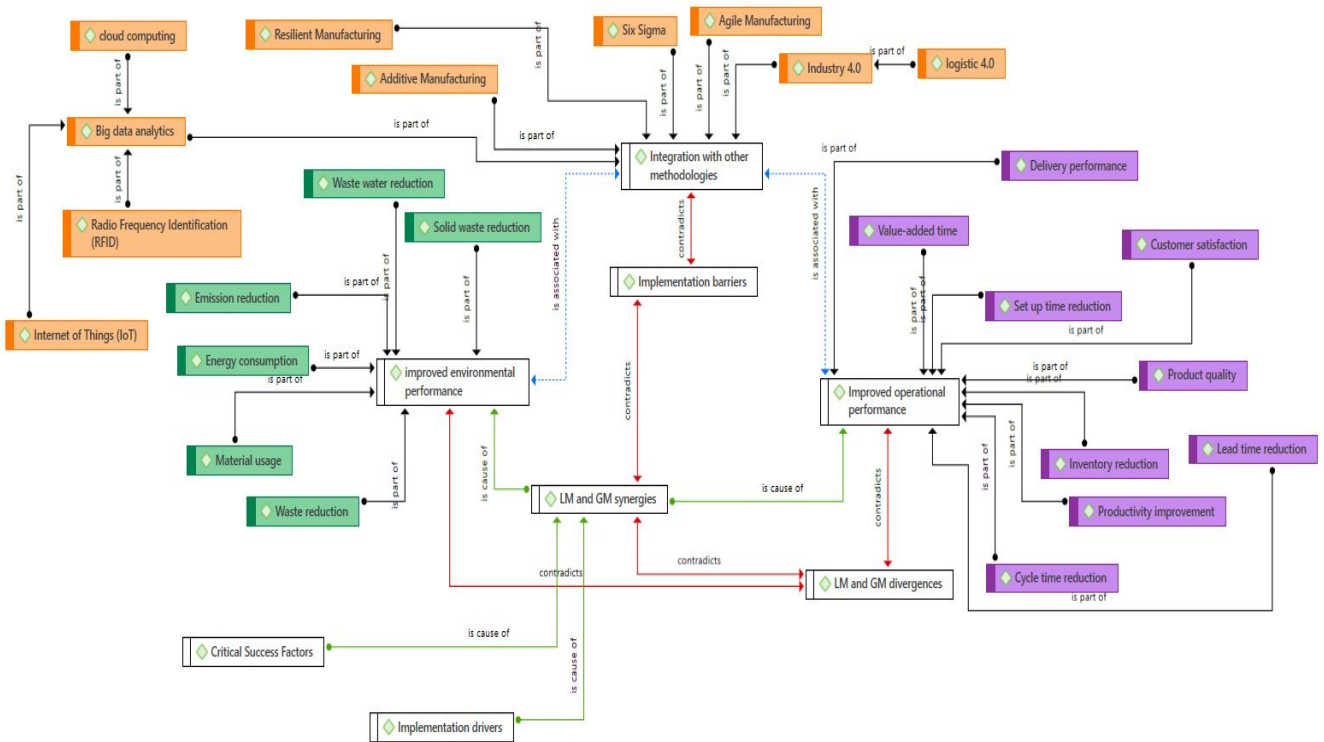 cloud computing
Resilient Manufacturing
Six Sigma
Agile Manufacturing
is part of
is part of
Industry 4.0
logistic 4.0
is part of
Additive Manufacturing
is part of
is part of
Big data analytics
is part of
is part of
is part of
Integration with other
methodologies
is part of
Delivery performance
is part of
is part of
Waste water reduction
Radio Frequency Identification
(RFID)
Solid waste reduction
contradicts
Value-added time
Customer satisfaction
is associated with
is associated with
Implementation barriers
is part of
Emission reduction
is part of
is part of
is part of
is part of
Set up time reduction
Internet of Things (IoT)
is part of
Energy consumption
is part of
improved environmental
performance
is part of
is part of
Product quality
is part of
is part of
Improved operational
performance
contradicts
Material usage
is part of
is part of
is part of
Inventory reduction
Lead time reduction
is cause of
LM and GM synergies
is cause of
contradicts
Waste reduction
Productivity improvement
contradicts
contradicts
LM and GM divergences
Cycle time reduction
is part of
is cause of
Critical Success Factors
is cause of
Implementation drivers